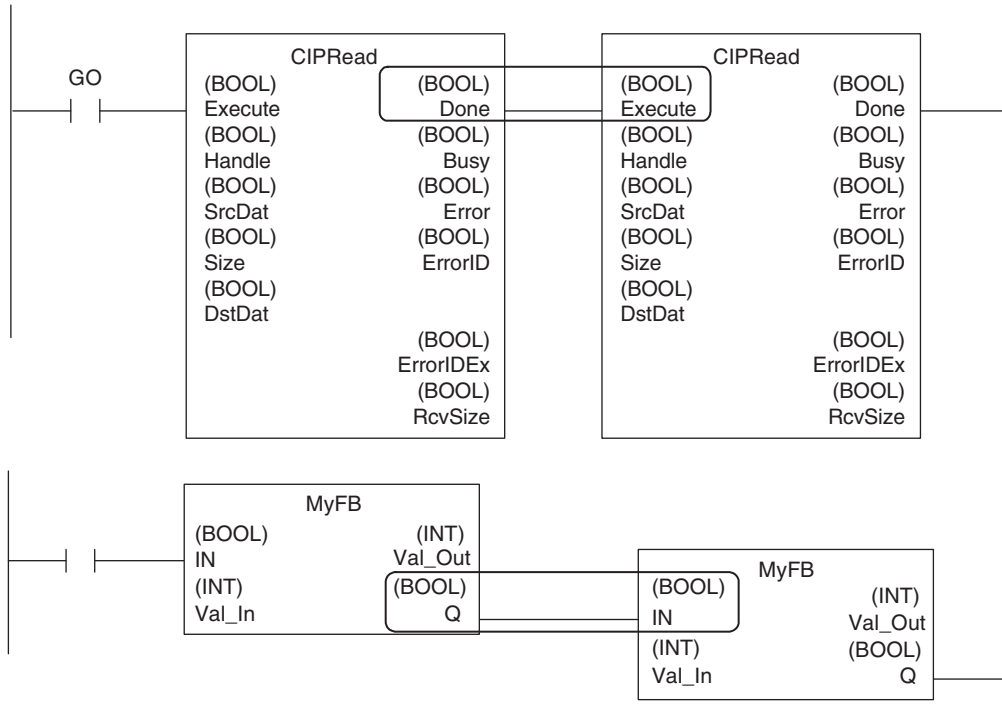 CIPRead CIPRead
GO
(BOOL) (BOOL) (BOOL) (BOOL)
Execute Done Execute Done
(BOOL) (BOOL) (BOOL) (BOOL)
Handle Busy Handle Busy
(BOOL) (BOOL) (BOOL) (BOOL)
SrcDat Error SrcDat Error
(BOOL) (BOOL) (BOOL) (BOOL)
Size ErrorID Size ErrorID
(BOOL) (BOOL)
DstDat DstDat
(BOOL) (BOOL)
ErrorIDEx ErrorIDEx
(BOOL) (BOOL)
RcvSize RcvSize
MyFB
(BOOL) (INT)
IN Val_Out
(INT) (BOOL)
Val_In Q
MyFB
(BOOL) (INT)
IN Val_Out
(INT) (BOOL)
Val_In Q